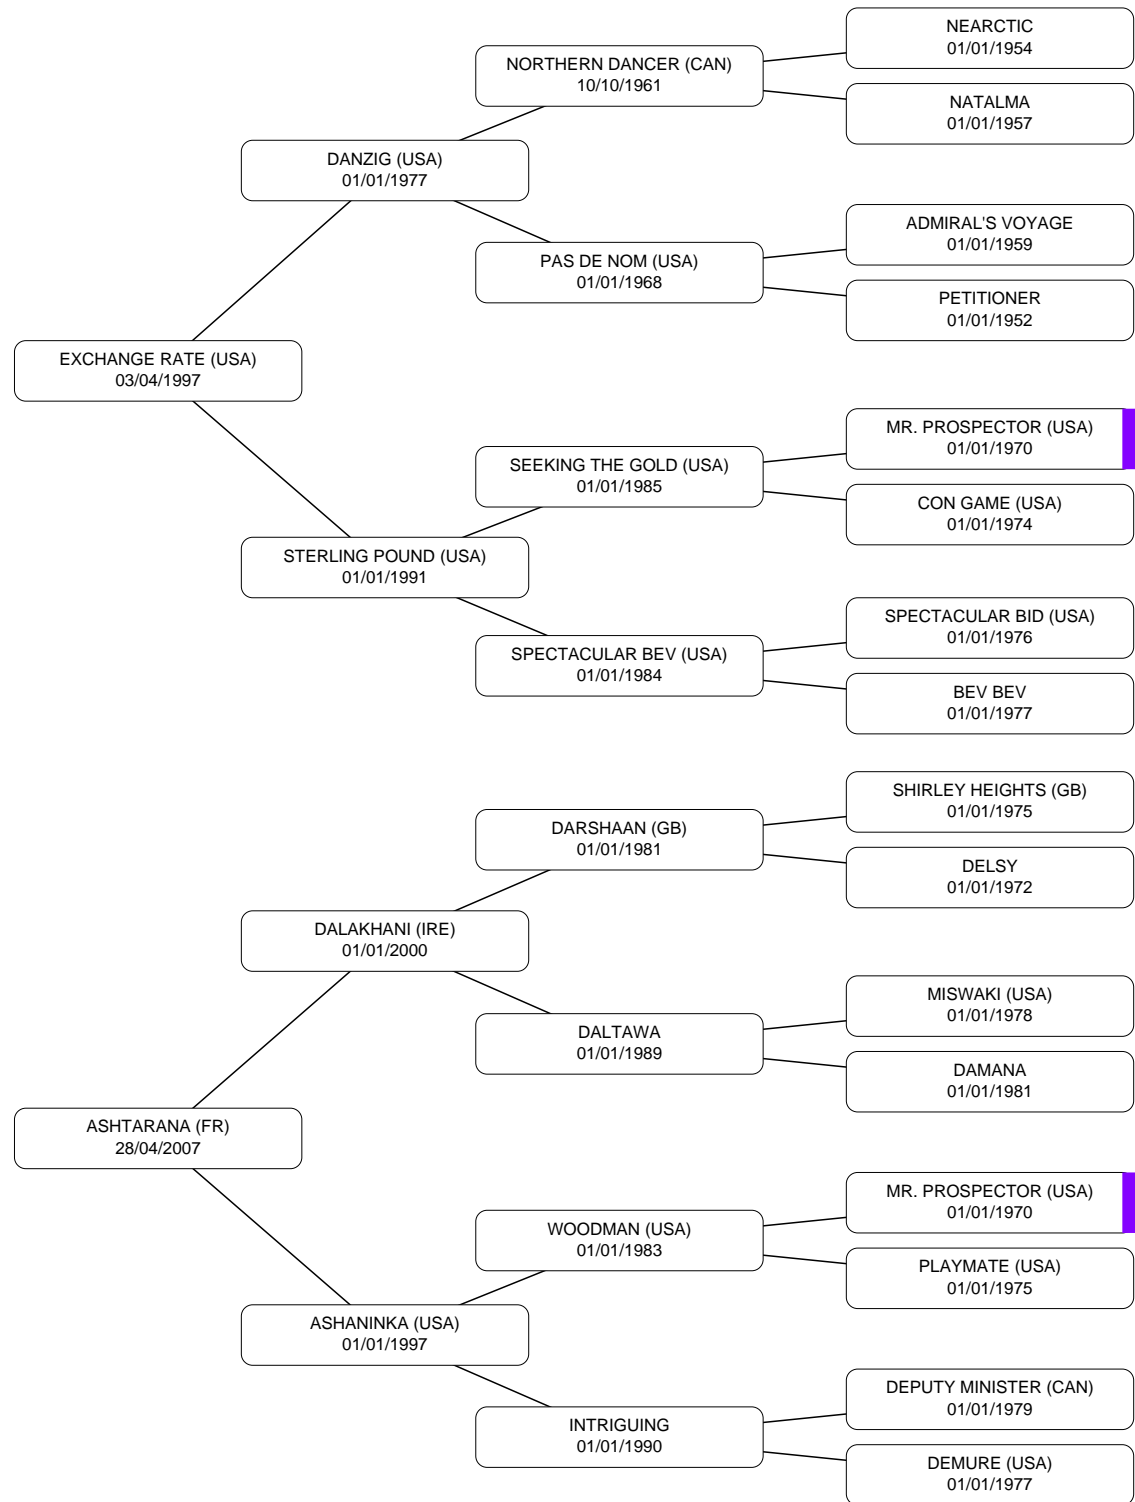 NEARCTIC
01/01/1954
NORTHERN DANCER (CAN)
10/10/1961
NATALMA
01/01/1957
DANZIG (USA)
01/01/1977
ADMIRAL'S VOYAGE
01/01/1959
PAS DE NOM (USA)
01/01/1968
PETITIONER
01/01/1952
EXCHANGE RATE (USA)
03/04/1997
MR. PROSPECTOR (USA)
01/01/1970
SEEKING THE GOLD (USA)
01/01/1985
CON GAME (USA)
01/01/1974
STERLING POUND (USA)
01/01/1991
SPECTACULAR BID (USA)
01/01/1976
SPECTACULAR BEV (USA)
01/01/1984
BEV BEV
01/01/1977
SHIRLEY HEIGHTS (GB)
01/01/1975
DARSHAAN (GB)
01/01/1981
DELSY
01/01/1972
DALAKHANI (IRE)
01/01/2000
MISWAKI (USA)
01/01/1978
DALTAWA
01/01/1989
DAMANA
01/01/1981
ASHTARANA (FR)
28/04/2007
MR. PROSPECTOR (USA)
01/01/1970
WOODMAN (USA)
01/01/1983
PLAYMATE (USA)
01/01/1975
ASHANINKA (USA)
01/01/1997
DEPUTY MINISTER (CAN)
01/01/1979
INTRIGUING
01/01/1990
DEMURE (USA)
01/01/1977